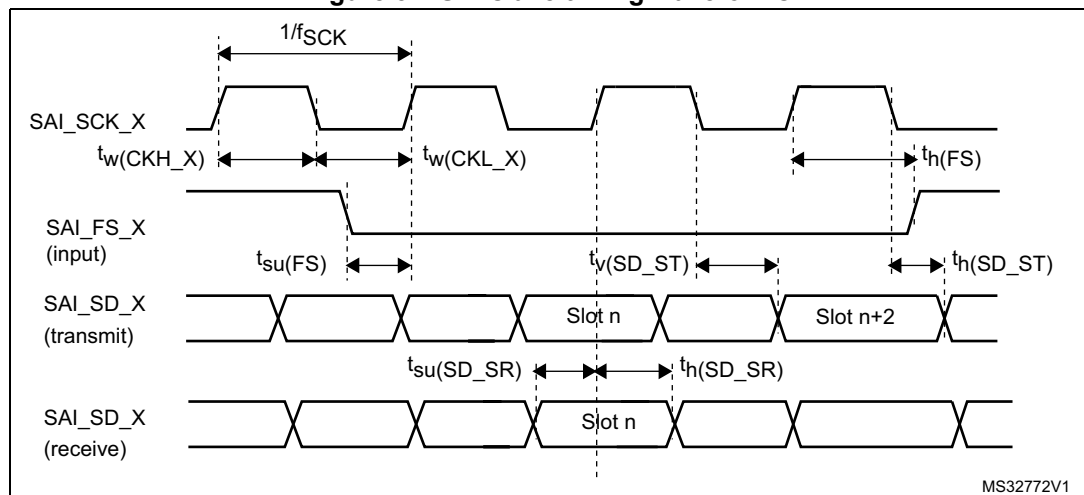 1/fSCK
SAI_SCK_X
tw(CKH_X)
tw(CKL_X)
th(FS)
SAI_FS_X
(input)
tsu(FS)
tv(SD_ST)
th(SD_ST)
SAI_SD_X
(transmit)
Slot n
Slot n+2
tsu(SD_SR)
th(SD_SR)
SAI_SD_X
(receive)
Slot n
MS32772V1